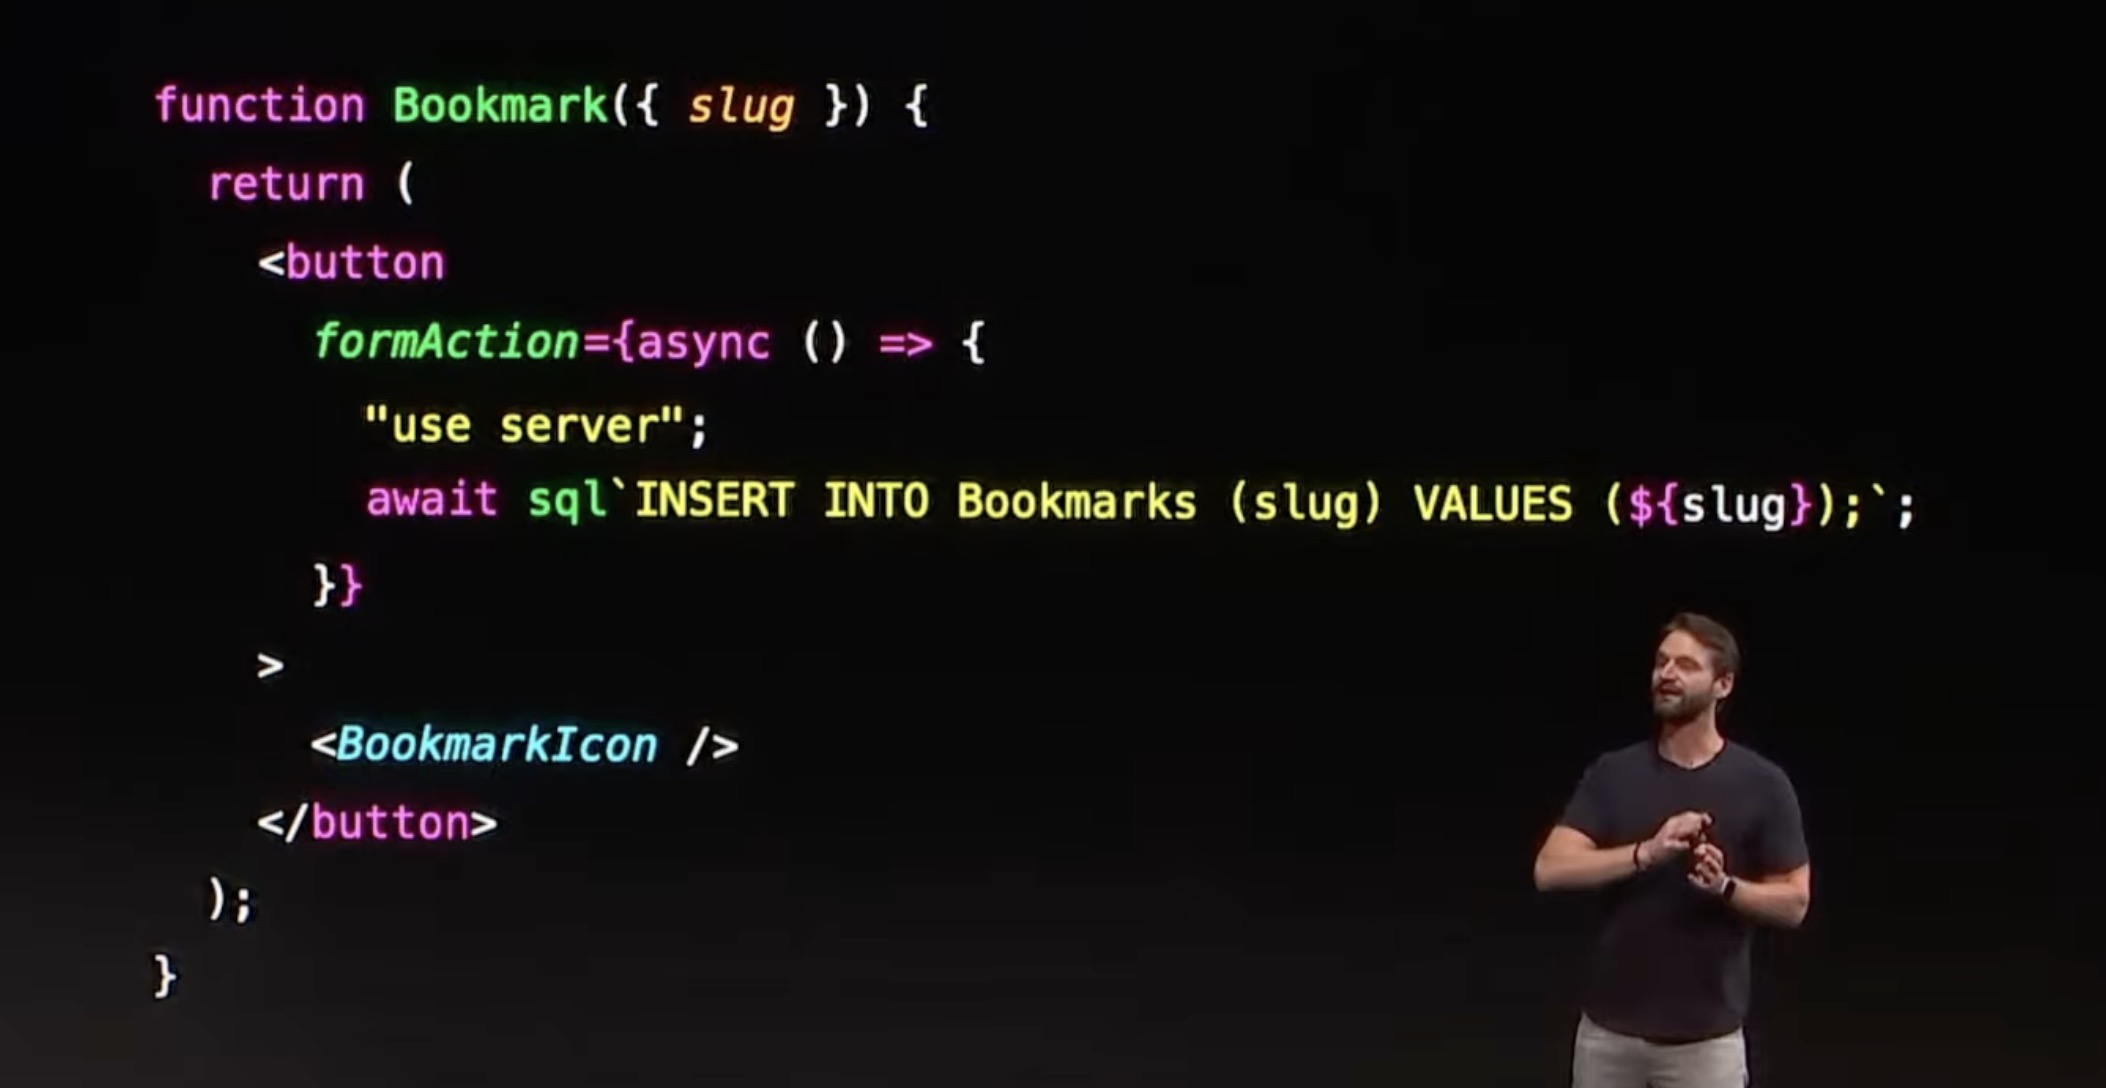 function Bookmark({ slug }) {
return (
<button
formAction={async () => {
"use server";
await sql`INSERT INTO Bookmarks (slug) VALUES (${slug});`;
}}
>
<BookmarkIcon />
</button>
);
}